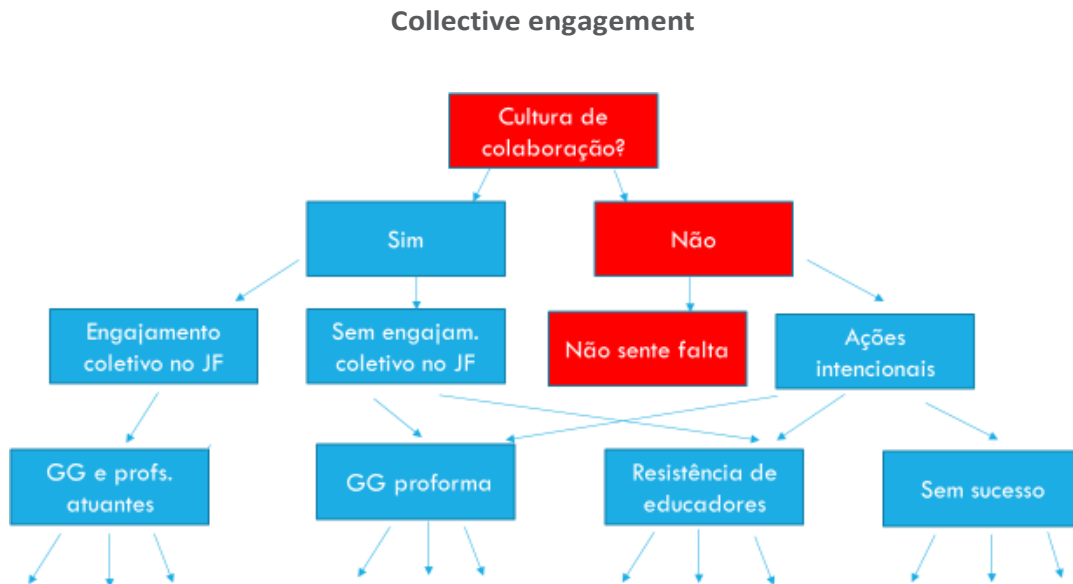 Collective engagement
Cultura de
colaboração?
Sim
Não
Engajamento
coletivo no JF
Sem engajam.
coletivo no JF
Não sente falta
Ações
intencionais
GG e profs.
atuantes
GG proforma
Resistência de
educadores
Sem sucesso